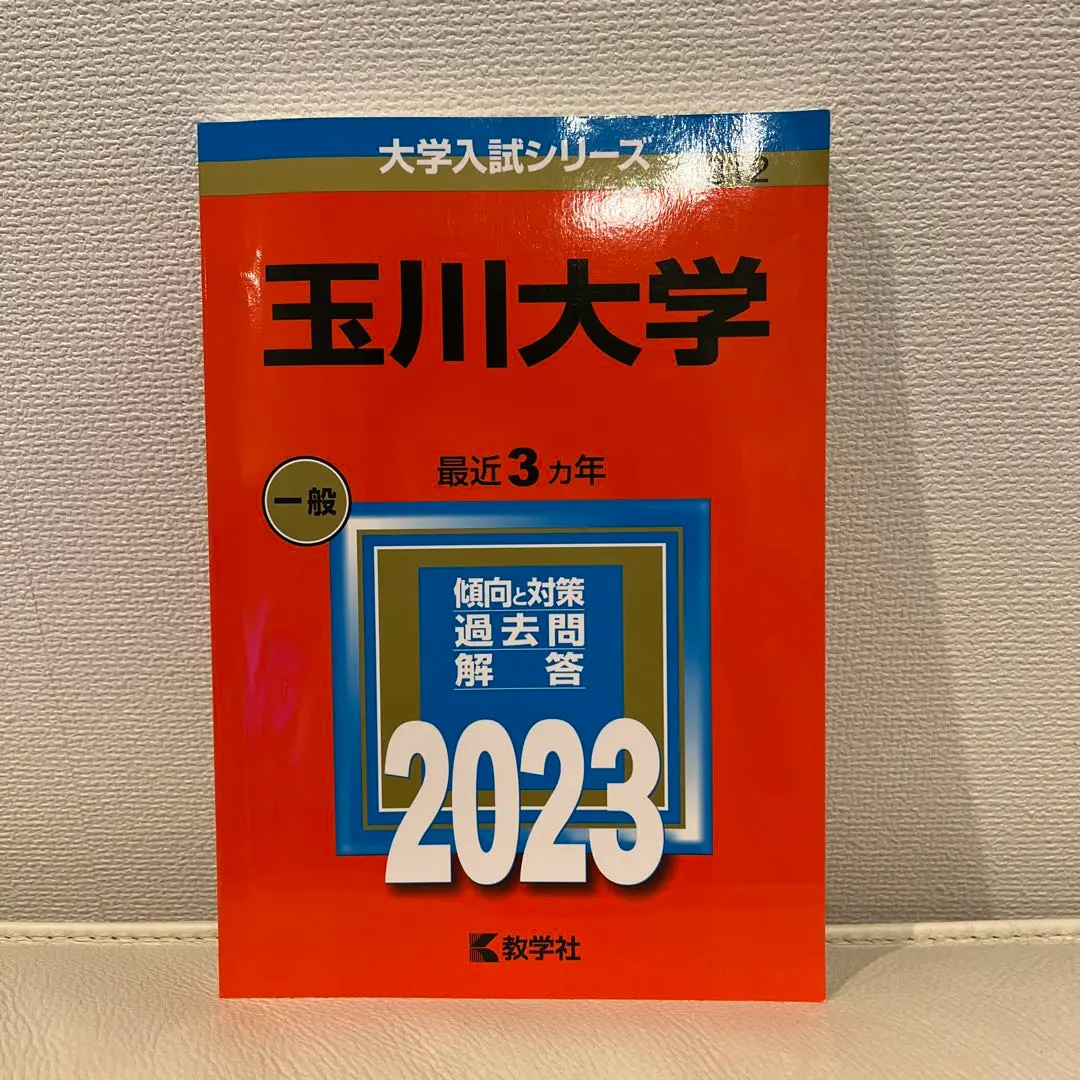 大学入試シリーズ
玉川大学
最近3カ年
一般
傾向と対策
過去問
解答
2023
教学社